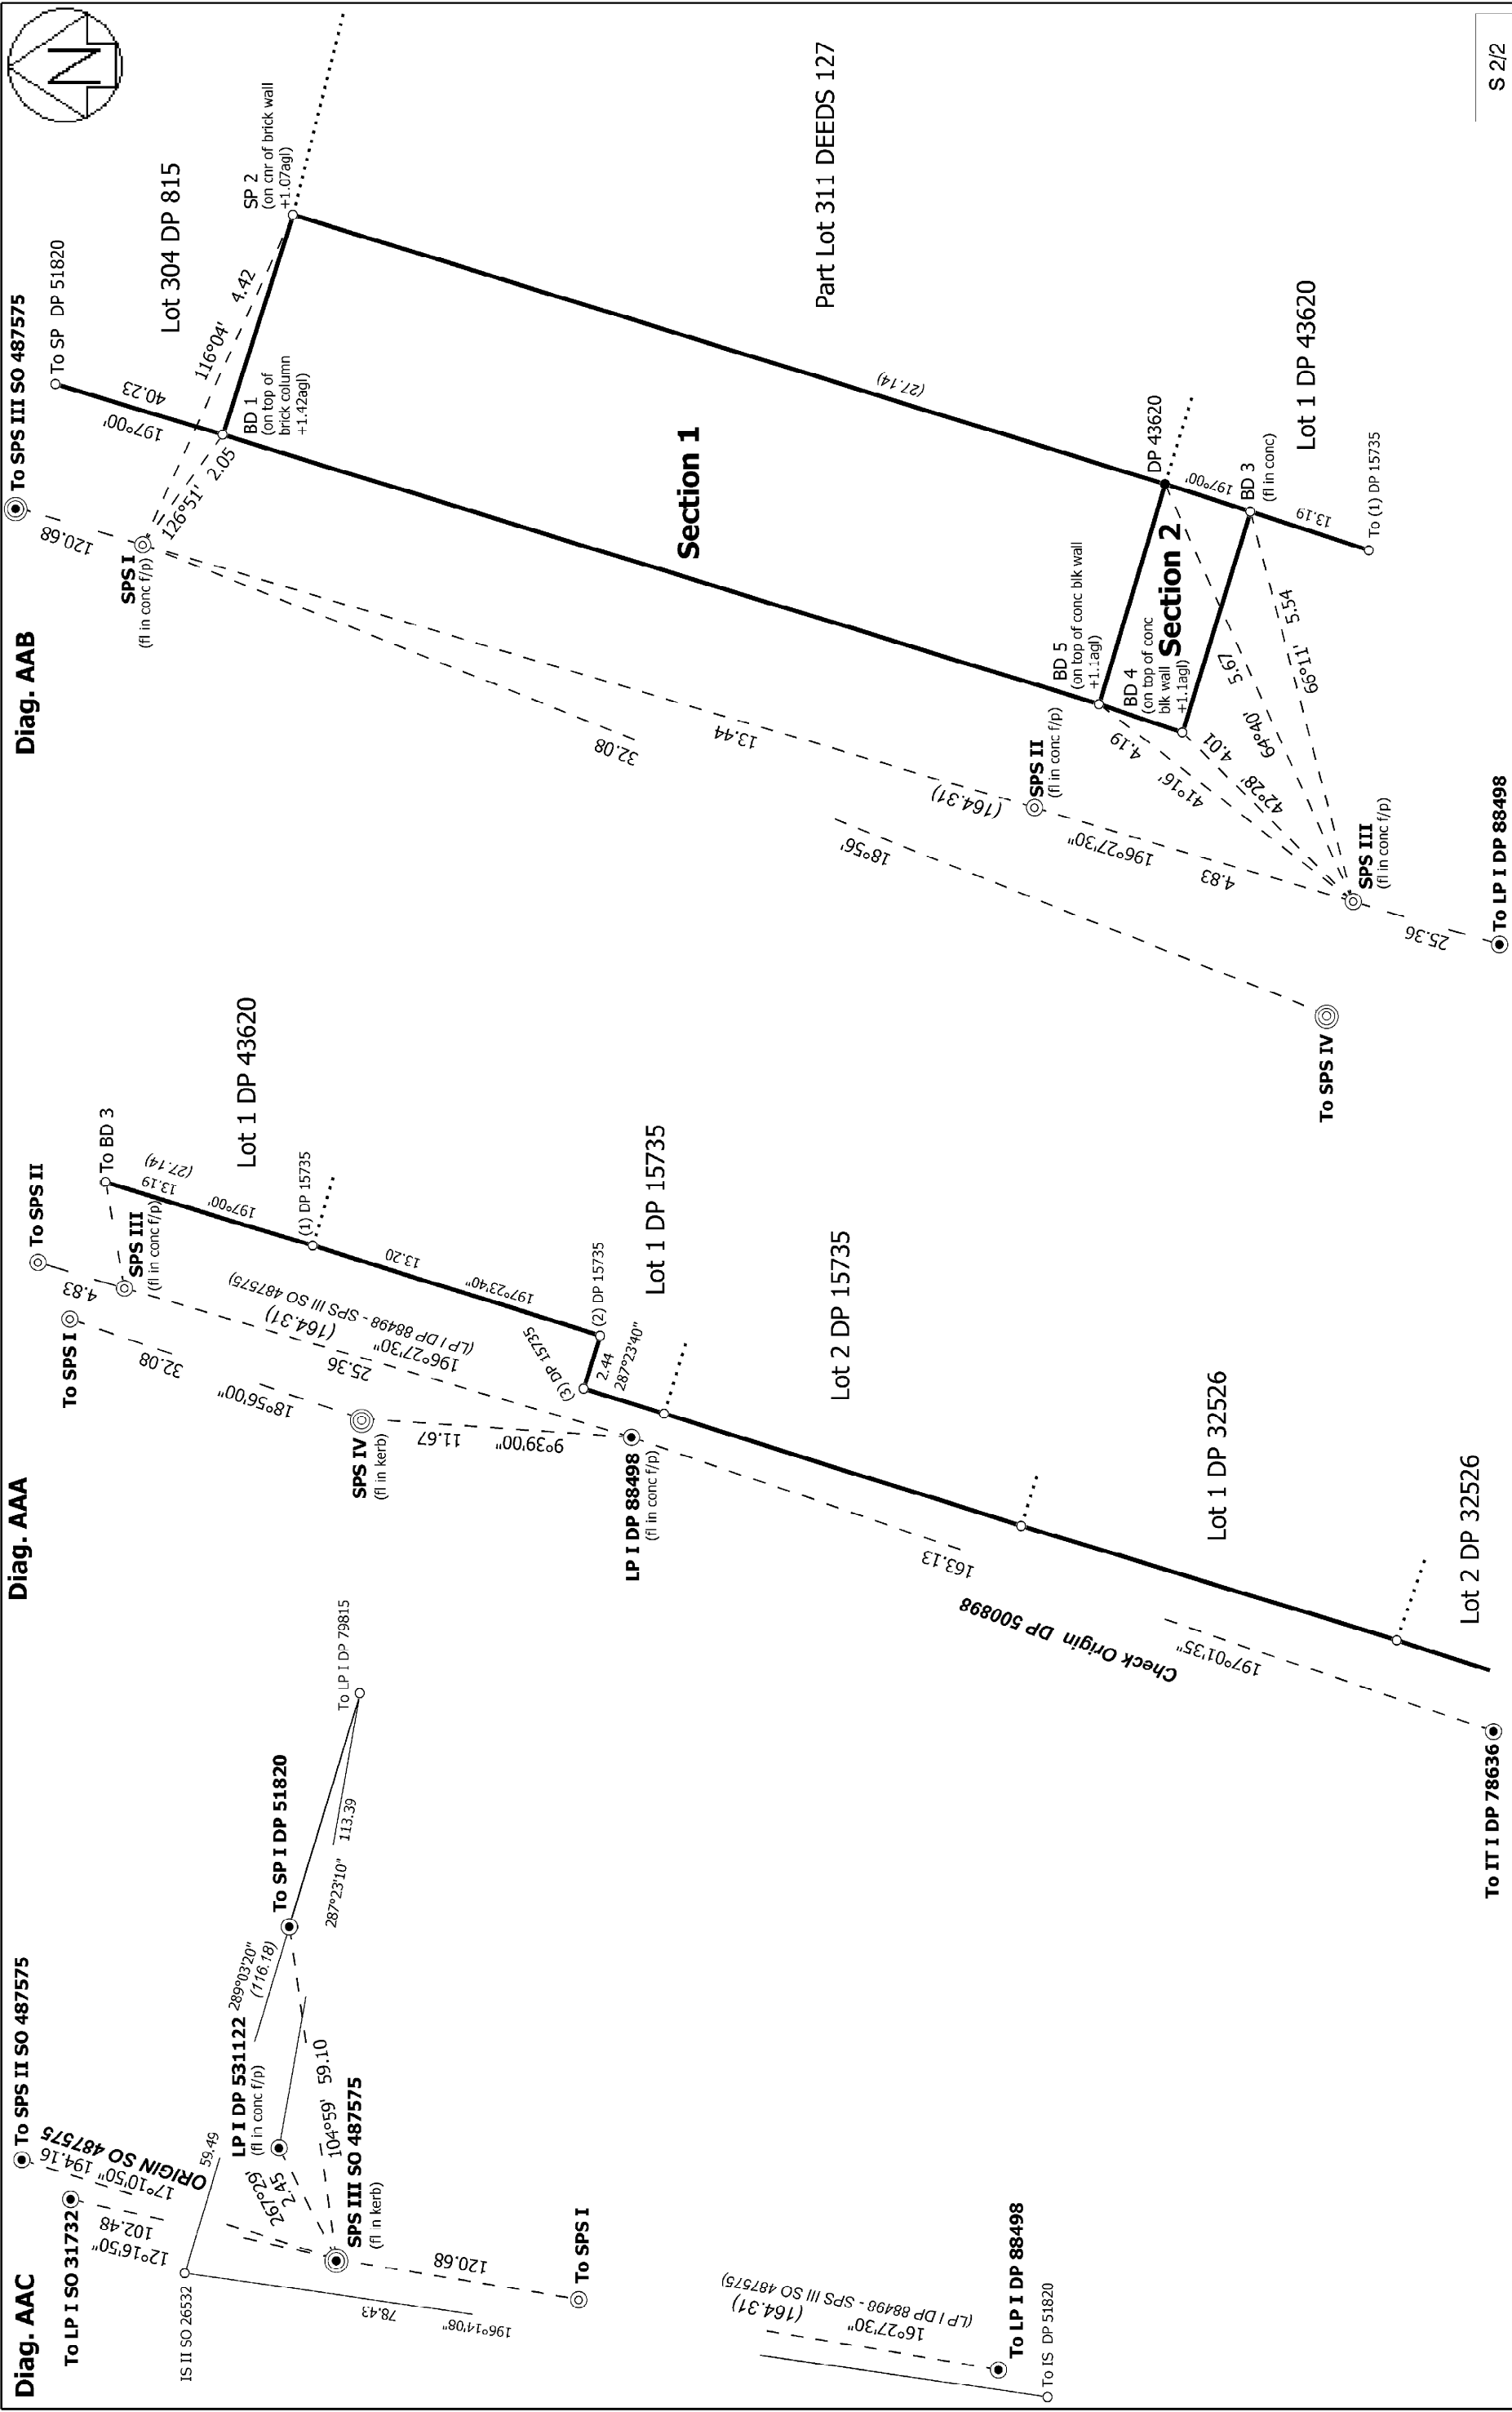 Diag. AAC
To SPS II SO 487575
17°10'50" 194.16
ORIGIN SO 487575
To LP I SO 31732
12°16'50"
102.48
IS II SO 26532
59.49
78.43
196°14'08"
LP I DP 531122
(fl in conc f/p)
267°29'
2.45
289°03'20"
(116.18)
104°59' 59.10
SPS III SO 487575
(fl in kerb)
To SP I DP 51820
287°23'10" 113.39
To LP I DP 79815
120.68
To SPS I
(LP I DP 88498 - SPS III SO 487575)
(164.31)
16°27'30"
To LP I DP 88498
To IS DP 51820
Diag. AAA
To SPS II
4.83
To SPS I
32.08
18°56'00"
To BD 3
SPS III
(fl in conc f/p)
(27.14)
13.19
197°00'
Lot 1 DP 43620
(1) DP 15735
13.20
197°23'40"
(LP I DP 88498 - SPS III SO 487575)
(164.31)
196°27'30"
25.36
SPS IV
(fl in kerb)
11.67
9°39'00"
(2) DP 15735
(3) DP 15735
2.44
287°23'40"
LP I DP 88498
(fl in conc f/p)
Lot 1 DP 15735
Lot 2 DP 15735
163.13
Check Origin DP 500898
197°01'35"
Lot 1 DP 32526
Lot 2 DP 32526
To IT I DP 78636
Diag. AAB
To SPS III SO 487575
120.68
To SP DP 51820
40.23
197°00'
Lot 304 DP 815
SPS I
(fl in conc f/p)
116°04' 4.42
126°51' 2.05
BD 1
(on top of
brick column
+1.42agl)
SP 2
(on cnr of brick wall
+1.07agl)
N
Section 1
Part Lot 311 DEEDS 127
(27.14)
32.08
13.44
(164.31)
18°56'
SPS II
(fl in conc f/p)
196°27'30"
4.83
BD 5
(on top of conc blk wall
+1.1agl)
BD 4
(on top of conc
blk wall
+1.1agl)
Section 2
DP 43620
197°00'
BD 3
(fl in conc)
Lot 1 DP 43620
13.19
To (1) DP 15735
41°16' 4.19
42°28' 4.01
64°40' 5.67
66°11' 5.54
SPS III
(fl in conc f/p)
25.36
To SPS IV
To LP I DP 88498
S 2/2